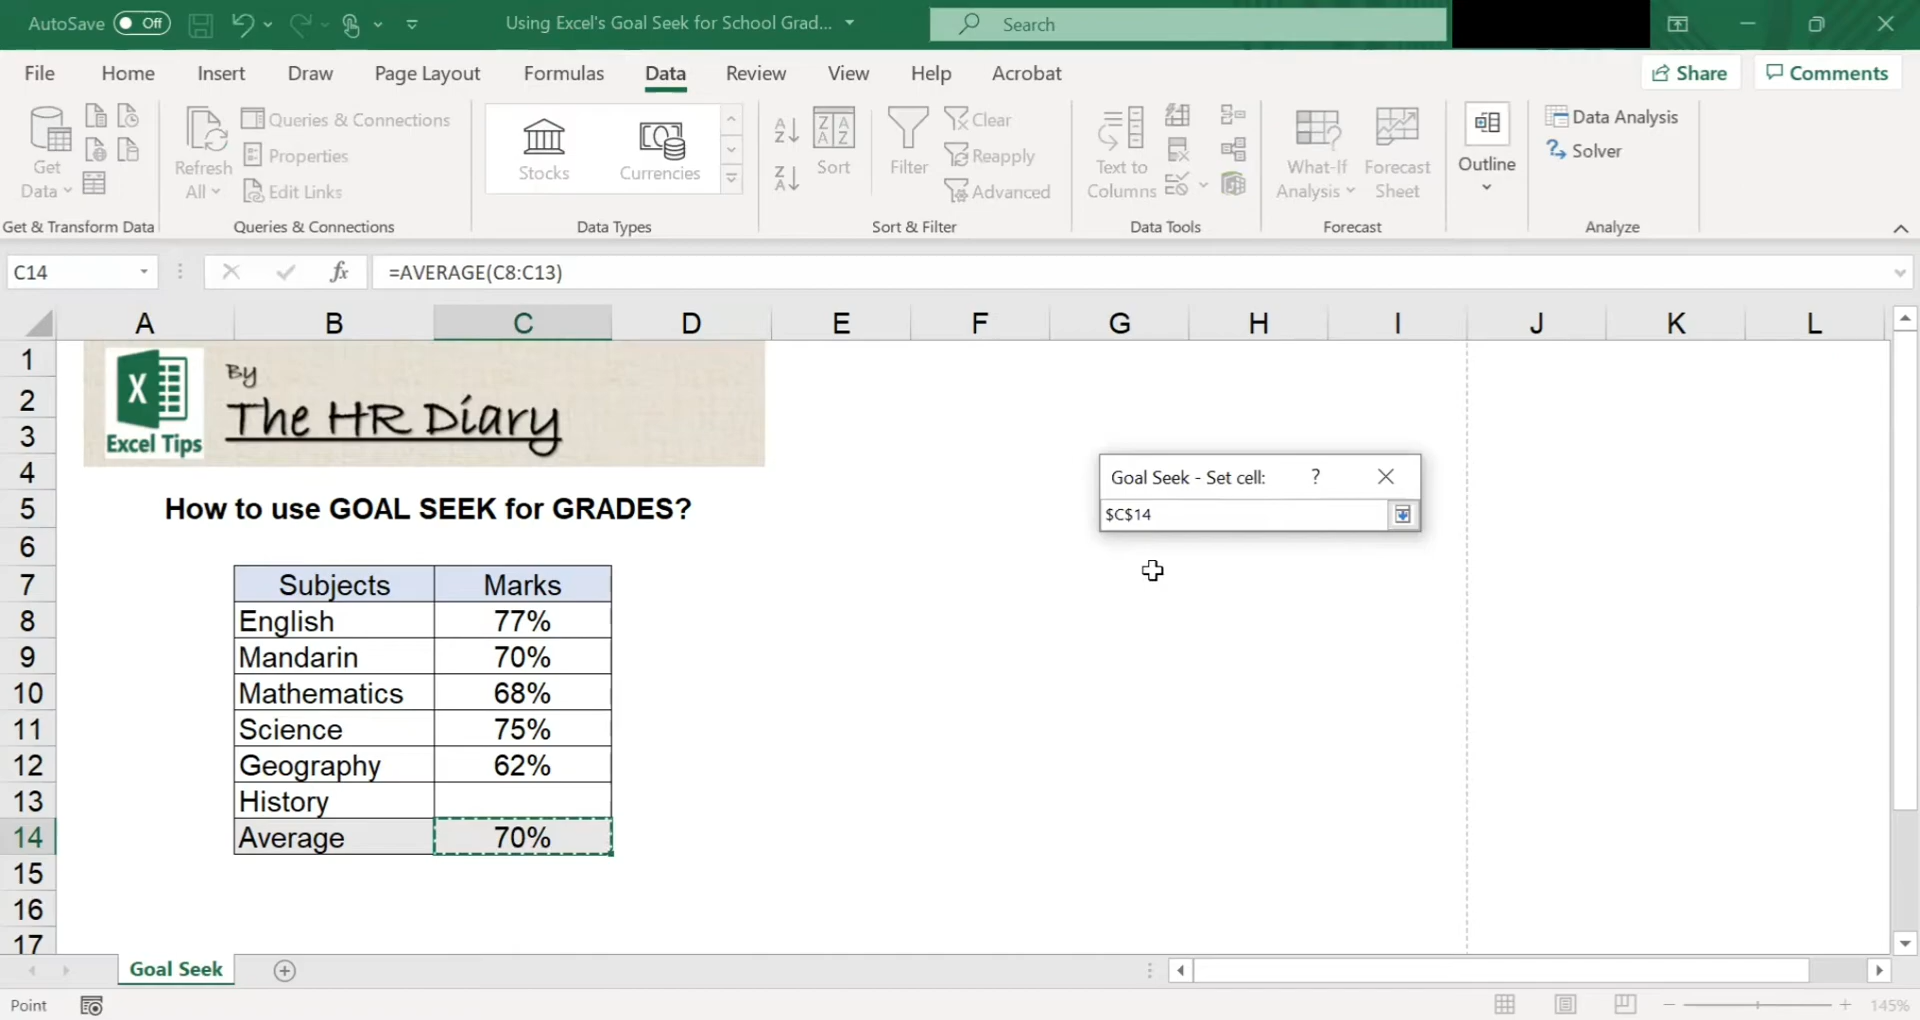 AutoSave Off Using Excel's Goal Seek for School Grad... Search
File Home Insert Draw Page Layout Formulas Data Review View Help Acrobat Share Comments
Get Data
Refresh All
Queries & Connections
Properties
Edit Links
Stocks
Currencies
Sort
Filter
Clear
Reapply
Advanced
Text to Columns
What-If Analysis
Forecast Sheet
Outline
Data Analysis
Solver
Get & Transform Data Queries & Connections Data Types Sort & Filter Data Tools Forecast Analyze
C14 fx =AVERAGE(C8:C13)
A B C D E F G H I J K L
1
2
3
4
5
6
7
8
9
10
11
12
13
14
15
16
17
By
The HR Diary
Excel Tips
How to use GOAL SEEK for GRADES?
Subjects Marks
English 77%
Mandarin 70%
Mathematics 68%
Science 75%
Geography 62%
History
Average 70%
Goal Seek - Set cell: ?
$C$14
Goal Seek
Point 145%